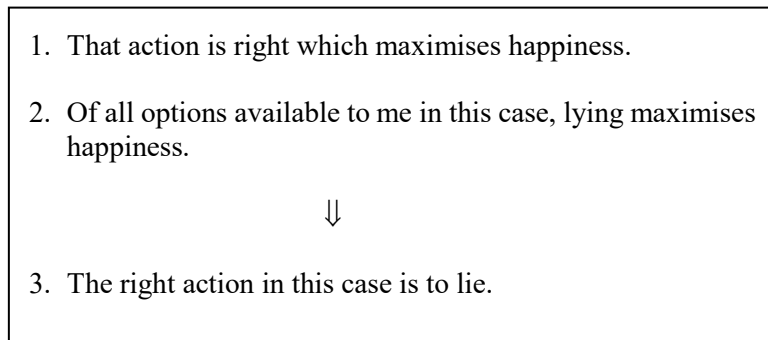 1. That action is right which maximises happiness.
2. Of all options available to me in this case, lying maximises
happiness.
⇓
3. The right action in this case is to lie.